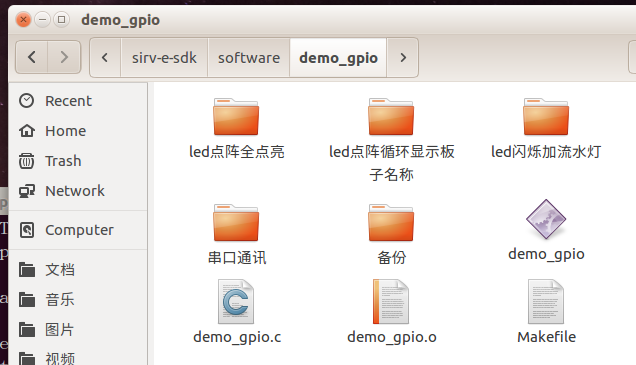 demo_gpio
sirv-e-sdk
software
demo_gpio
Recent
Home
Trash
Network
Computer
文档
音乐
图片
视频
led点阵全点亮
led点阵循环显示板
子名称
led闪烁加流水灯
串口通讯
备份
demo_gpio
demo_gpio.c
demo_gpio.o
Makefile